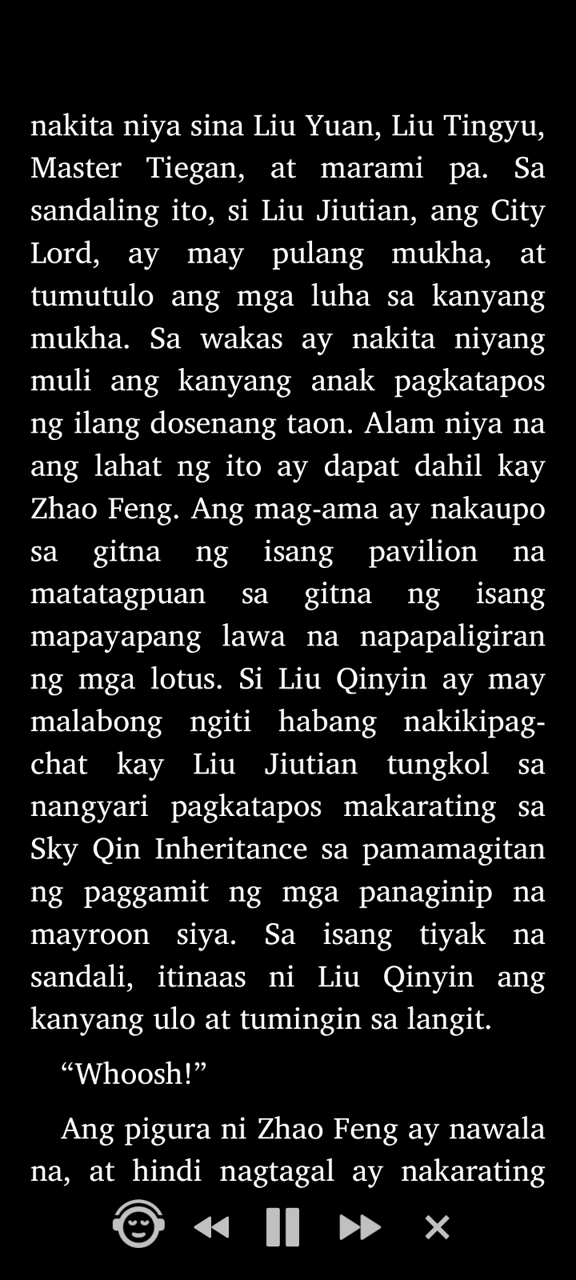 nakita niya sina Liu Yuan, Liu Tingyu,
Master Tiegan, at marami pa. Sa
sandaling ito, si Liu Jiutian, ang City
Lord, ay may pulang mukha, at
tumutulo ang mga luha sa kanyang
mukha. Sa wakas ay nakita niyang
muli ang kanyang anak pagkatapos
ng ilang dosenang taon. Alam niya na
ang lahat ng ito ay dapat dahil kay
Zhao Feng. Ang mag-ama ay nakaupo
sa gitna ng isang pavilion na
matatagpuan sa gitna ng isang
mapayapang lawa na napapaligiran
ng mga lotus. Si Liu Qinyin ay may
malabong ngiti habang nakikipag-
chat kay Liu Jiutian tungkol sa
nangyari pagkatapos makarating sa
Sky Qin Inheritance sa pamamagitan
ng paggamit ng mga panaginip na
mayroon siya. Sa isang tiyak na
sandali, itinaas ni Liu Qinyin ang
kanyang ulo at tumingin sa langit.
“Whoosh!”
Ang pigura ni Zhao Feng ay nawala
na, at hindi nagtagal ay nakarating